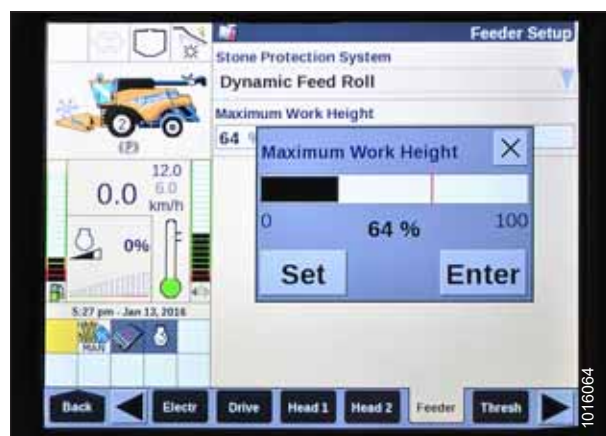 Feeder Setup
Stone Protection System
Dynamic Feed Roll
Maximum Work Height
64 %
Maximum Work Height
0
64 %
100
Set
Enter
2
(P)
12.0
6.0
0.0
km/h
0%
5:27 pm - Jan 13, 2016
MAN
Back
Electr
Drive
Head 1
Head 2
Feeder
Thresh
1016064